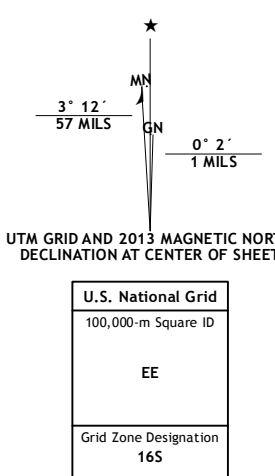 ★
MN
3° 12´
57 MILS
GN
0° 2´
1 MILS
UTM GRID AND 2013 MAGNETIC NORT
DECLINATION AT CENTER OF SHEET
U.S. National Grid
100,000-m Square ID
EE
Grid Zone Designation
16S